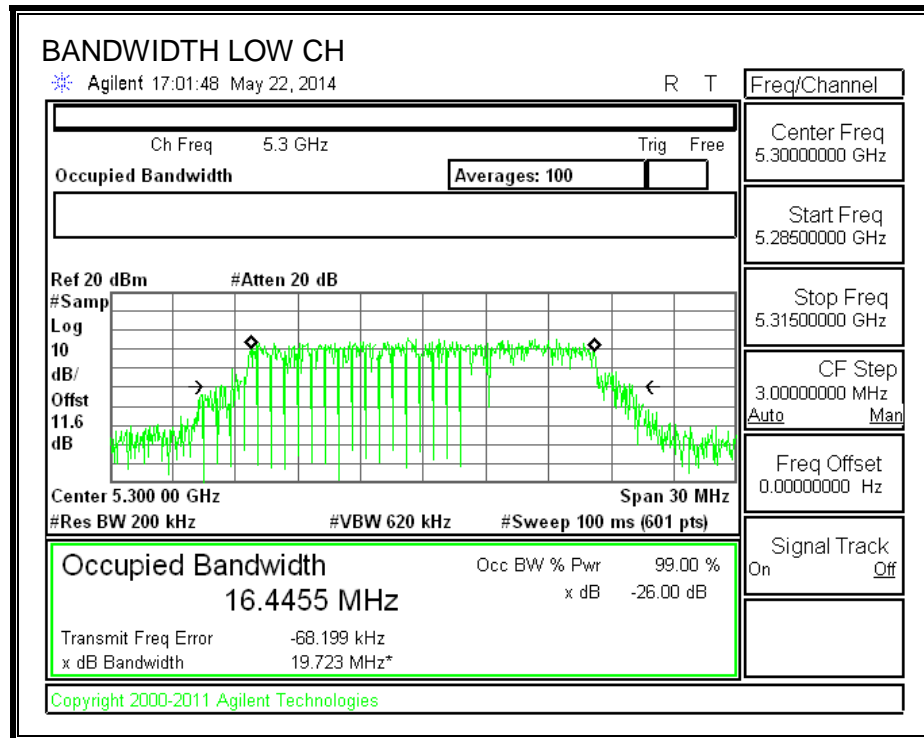 BANDWIDTH LOW CH
Agilent 17:01:48 May 22, 2014 R T
Ch Freq 5.3 GHz Trig Free
Occupied Bandwidth Averages: 100
Ref 20 dBm #Atten 20 dB
#Samp
Log
10
dB/
Offst
11.6
dB
Center 5.300 00 GHz Span 30 MHz
#Res BW 200 kHz #VBW 620 kHz #Sweep 100 ms (601 pts)
Occupied Bandwidth Occ BW % Pwr 99.00 %
16.4455 MHz x dB -26.00 dB
Transmit Freq Error -68.199 kHz
x dB Bandwidth 19.723 MHz*
Copyright 2000-2011 Agilent Technologies
Freq/Channel
Center Freq
5.30000000 GHz
Start Freq
5.28500000 GHz
Stop Freq
5.31500000 GHz
CF Step
3.00000000 MHz
Auto Man
Freq Offset
0.00000000 Hz
Signal Track
On Off